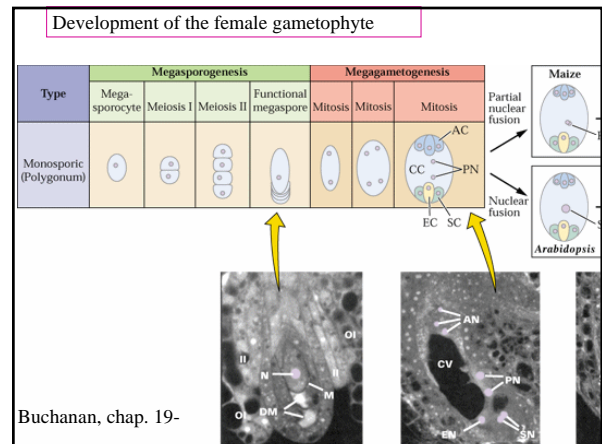 Development of the female gametophyte
Megasporogenesis
Megagametogenesis
Type
Mega-
sporocyte
Meiosis I
Meiosis II
Functional
megaspore
Mitosis
Mitosis
Mitosis
Monosporic
(Polygonum)
AC
CC
PN
EC
SC
Partial
nuclear
fusion
Nuclear
fusion
Maize
Arabidopsis
OI
II
II
N
M
OI
DM
AN
CV
PN
EN
SN
Buchanan, chap. 19-